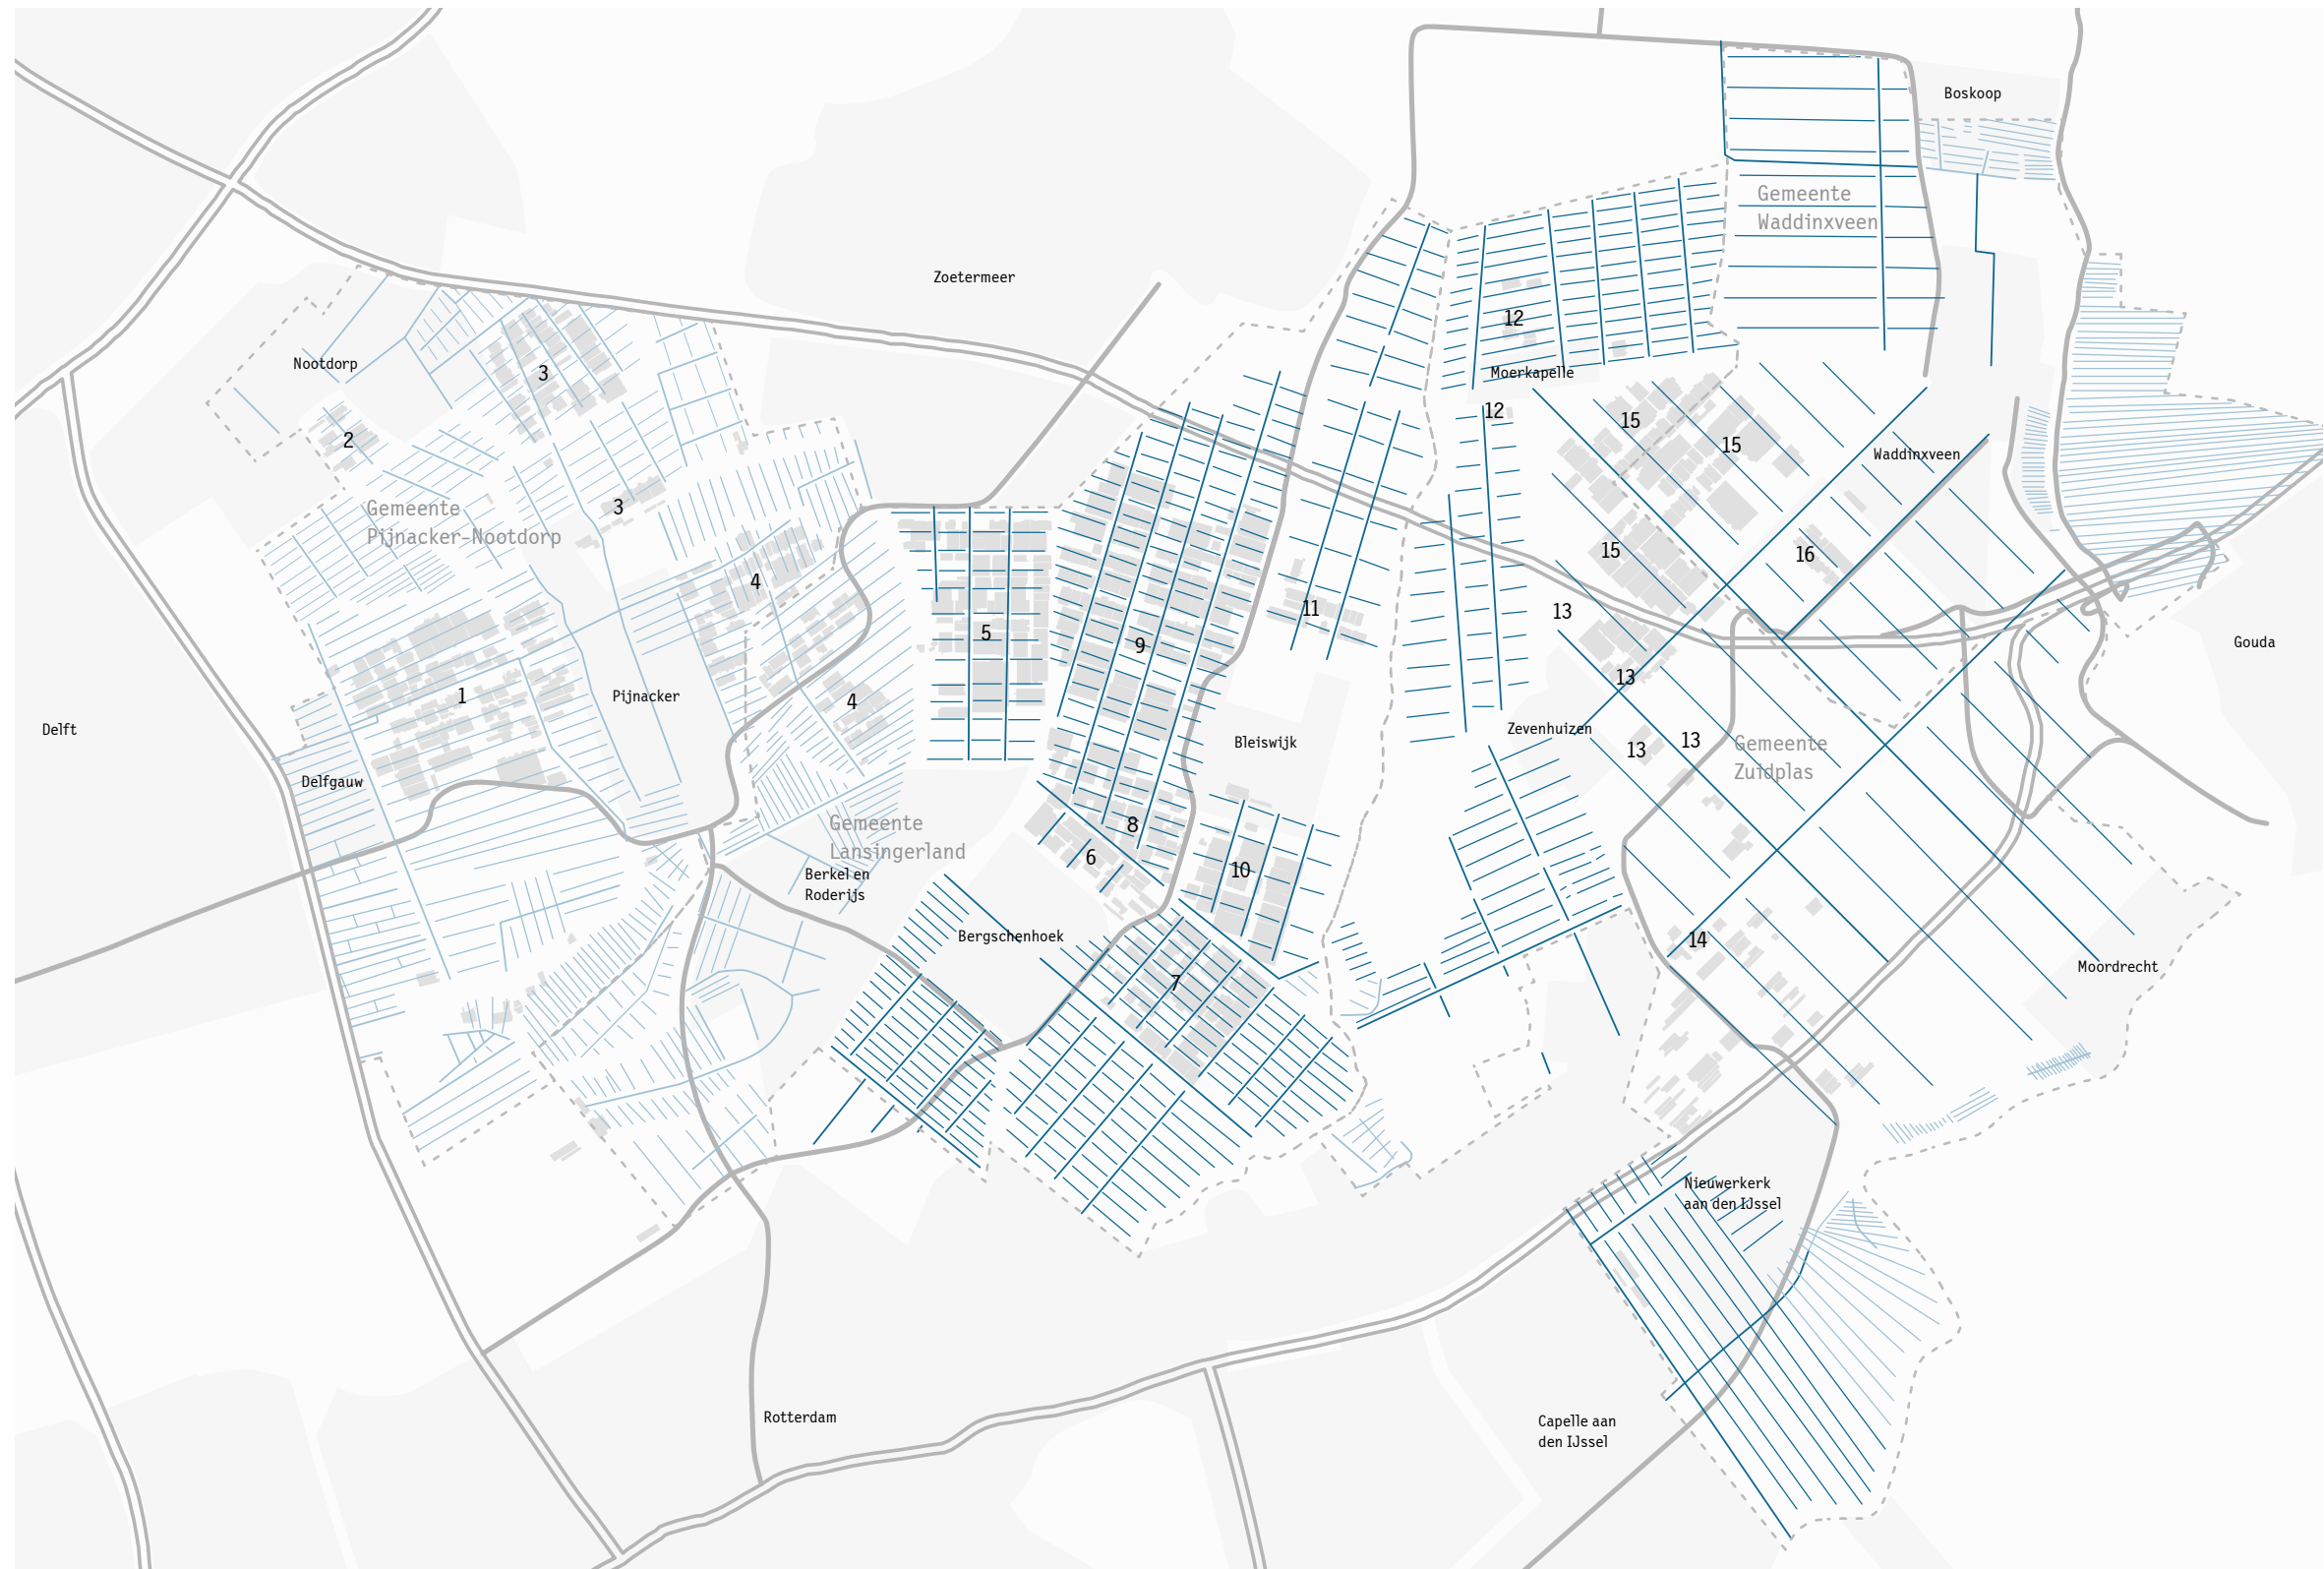 Boskoop
Gemeente
Waddinxveen
Zoetermeer
12
Nootdorp
3
Moerkapelle
12
15
2
15
Waddinxveen
3
Gemeente
Pijnacker-Nootdorp
15
16
4
11
13
5
9
Gouda
13
1
Pijnacker
4
Delft
Zevenhuizen
Bleiswijk
13
13
Gemeente
Zuidplas
Delfgauw
Gemeente
Lansingerland
8
6
10
Berkel en
Roderijs
Bergschenhoek
14
Moordrecht
7
Nieuwerkerk
aan den IJssel
Rotterdam
Capelle aan
den IJssel